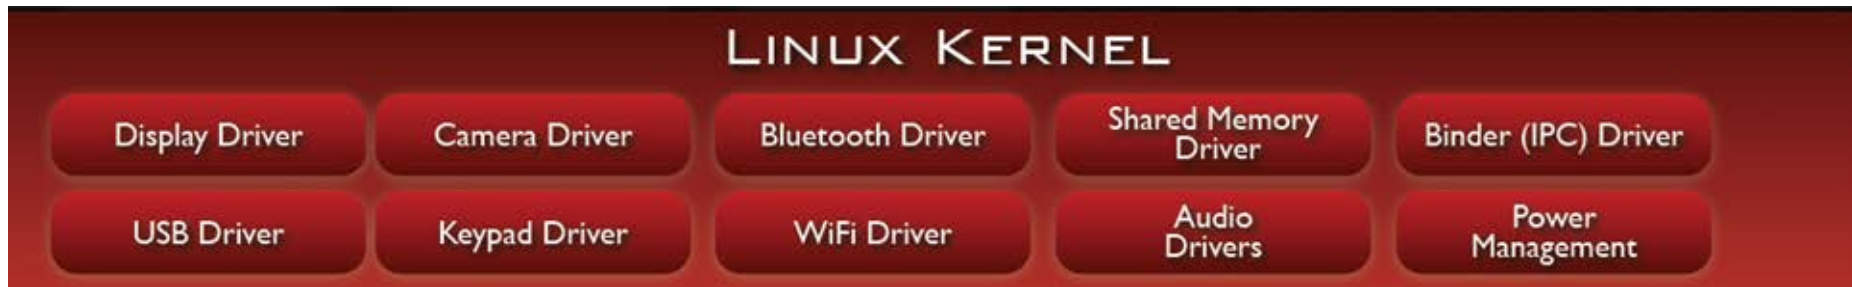 LINUX KERNEL
Display Driver
Camera Driver
Bluetooth Driver
Shared Memory
Driver
Binder (IPC) Driver
USB Driver
Keypad Driver
WiFi Driver
Audio
Drivers
Power
Management